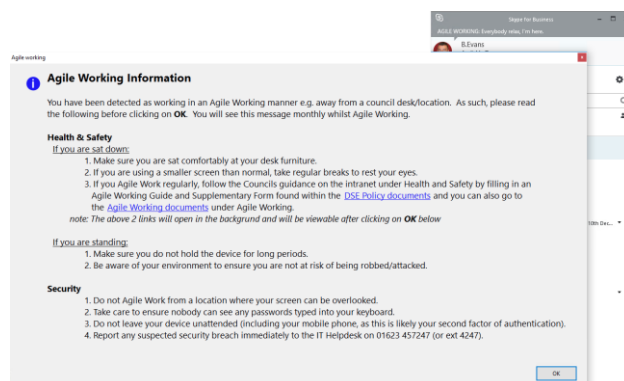 Skype for Business
AGILE WORKING: Everybody relax, I'm here.
B.Evans
Agile working
Agile Working Information
You have been detected as working in an Agile Working manner e.g. away from a council desk/location. As such, please read
the following before clicking on OK. You will see this message monthly whilst Agile Working.
Health & Safety
If you are sat down:
1. Make sure you are sat comfortably at your desk furniture.
2. If you are using a smaller screen than normal, take regular breaks to rest your eyes.
3. If you Agile Work regularly, follow the Councils guidance on the intranet under Health and Safety by filling in an
Agile Working Guide and Supplementary Form found within the DSE Policy documents and you can also go to
the Agile Working documents under Agile Working.
note: The above 2 links will open in the backgrund and will be viewable after clicking on OK below
10th Dec...
If you are standing:
1. Make sure you do not hold the device for long periods.
2. Be aware of your environment to ensure you are not at risk of being robbed/attacked.
Security
1. Do not Agile Work from a location where your screen can be overlooked.
2. Take care to ensure nobody can see any passwords typed into your keyboard.
3. Do not leave your device unattended (including your mobile phone, as this is likely your second factor of authentication).
4. Report any suspected security breach immediately to the IT Helpdesk on 01623 457247 (or ext 4247).
OK